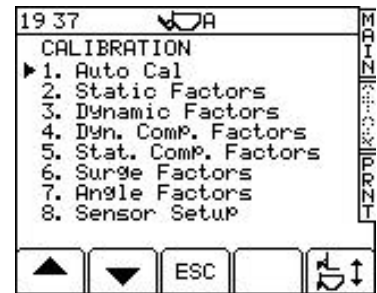 19 37 A
CALIBRATION
1. Auto Cal
2. Static Factors
3. Dynamic Factors
4. Dyn. Comp. Factors
5. Stat. Comp. Factors
6. Surge Factors
7. Angle Factors
8. Sensor Setup
ESC
MAIN
PRNT